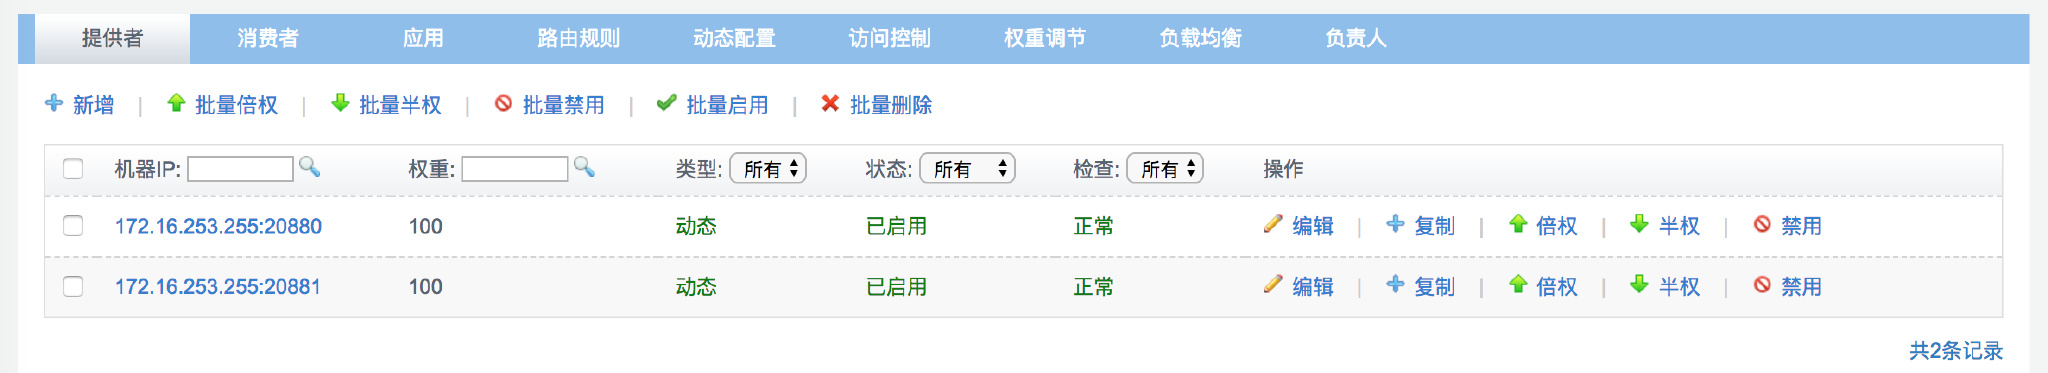 提供者 消费者 应用 路由规则 动态配置 访问控制 权重调节 负载均衡 负责人
新增 | 批量倍权 | 批量半权 | 批量禁用 | 批量启用 | 批量删除
机器IP: 权重: 类型: 所有 状态: 所有 检查: 所有 操作
172.16.253.255:20880 100 动态 已启用 正常 编辑 | 复制 | 倍权 | 半权 | 禁用
172.16.253.255:20881 100 动态 已启用 正常 编辑 | 复制 | 倍权 | 半权 | 禁用
共2条记录